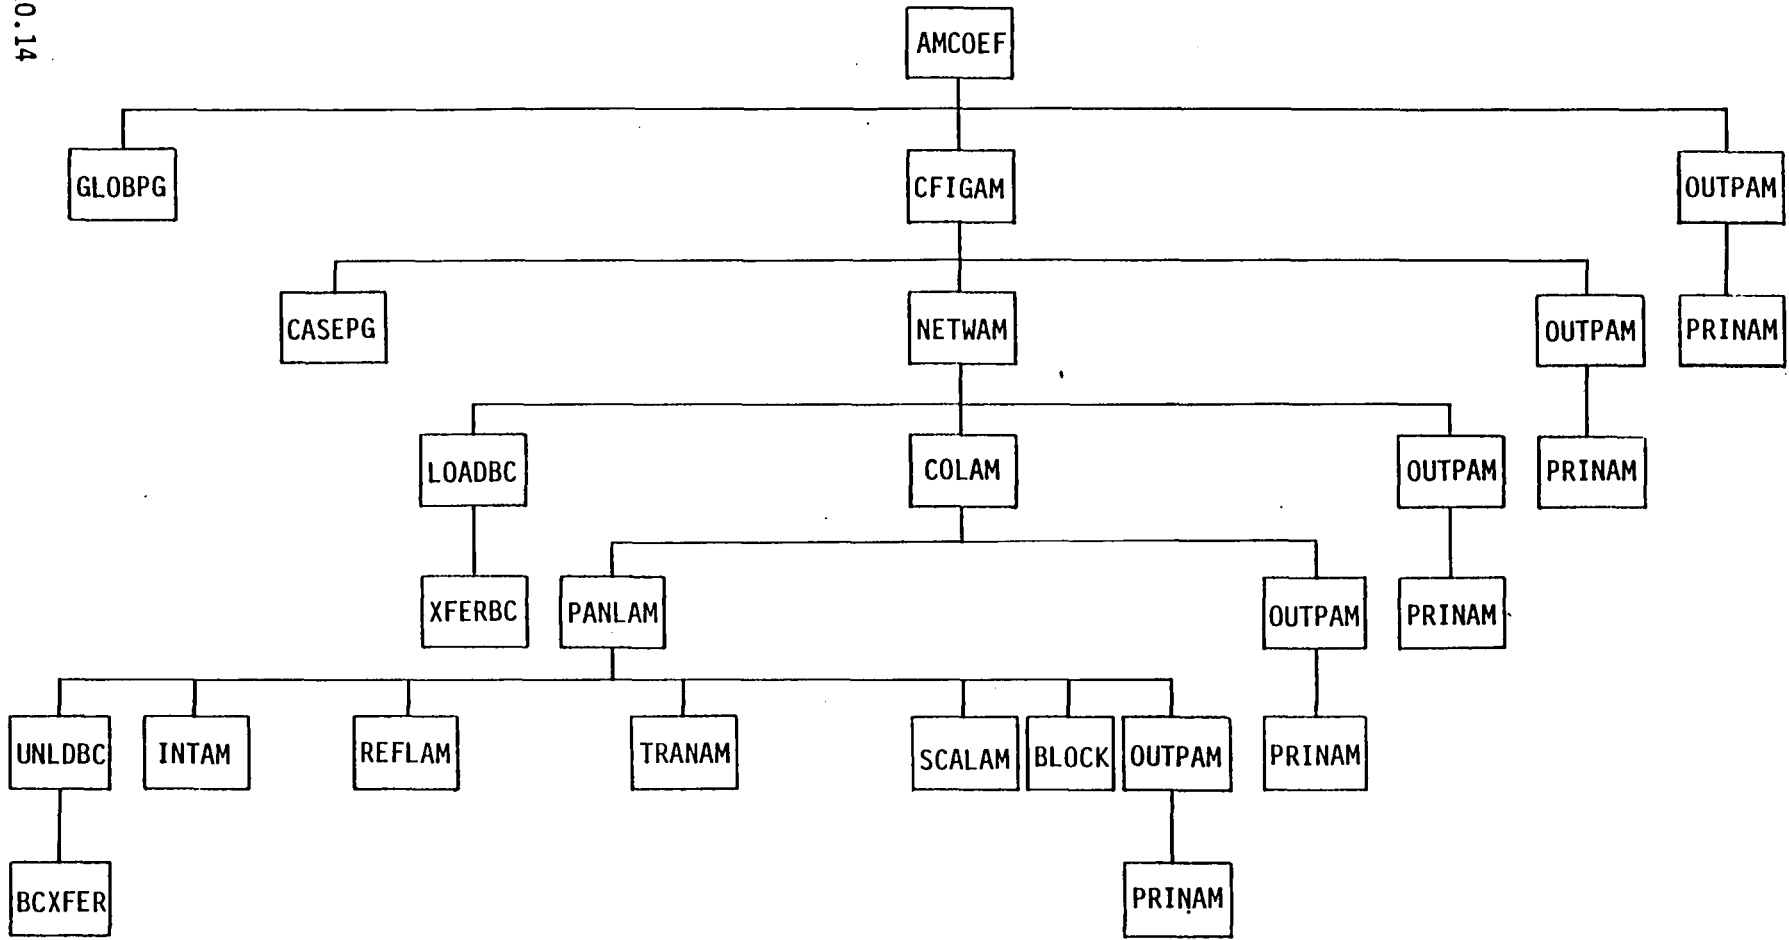 0.14
AMCOEF
GLOBPG
CFIGAM
OUTPAM
CASEPG
NETWAM
OUTPAM
PRINAM
LOADBC
COLAM
OUTPAM
PRINAM
XFERBC
PANLAM
OUTPAM
PRINAM
UNLDBC
INTAM
REFLAM
TRANAM
SCALAM
BLOCK
OUTPAM
PRINAM
BCXFER
PRINAM